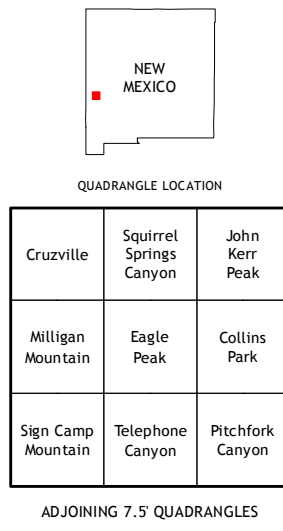 NEW
MEXICO
QUADRANGLE LOCATION
Cruzville
Squirrel
Springs
Canyon
John
Kerr
Peak
Milligan
Mountain
Eagle
Peak
Collins
Park
Sign Camp
Mountain
Telephone
Canyon
Pitchfork
Canyon
ADJOINING 7.5' QUADRANGLES